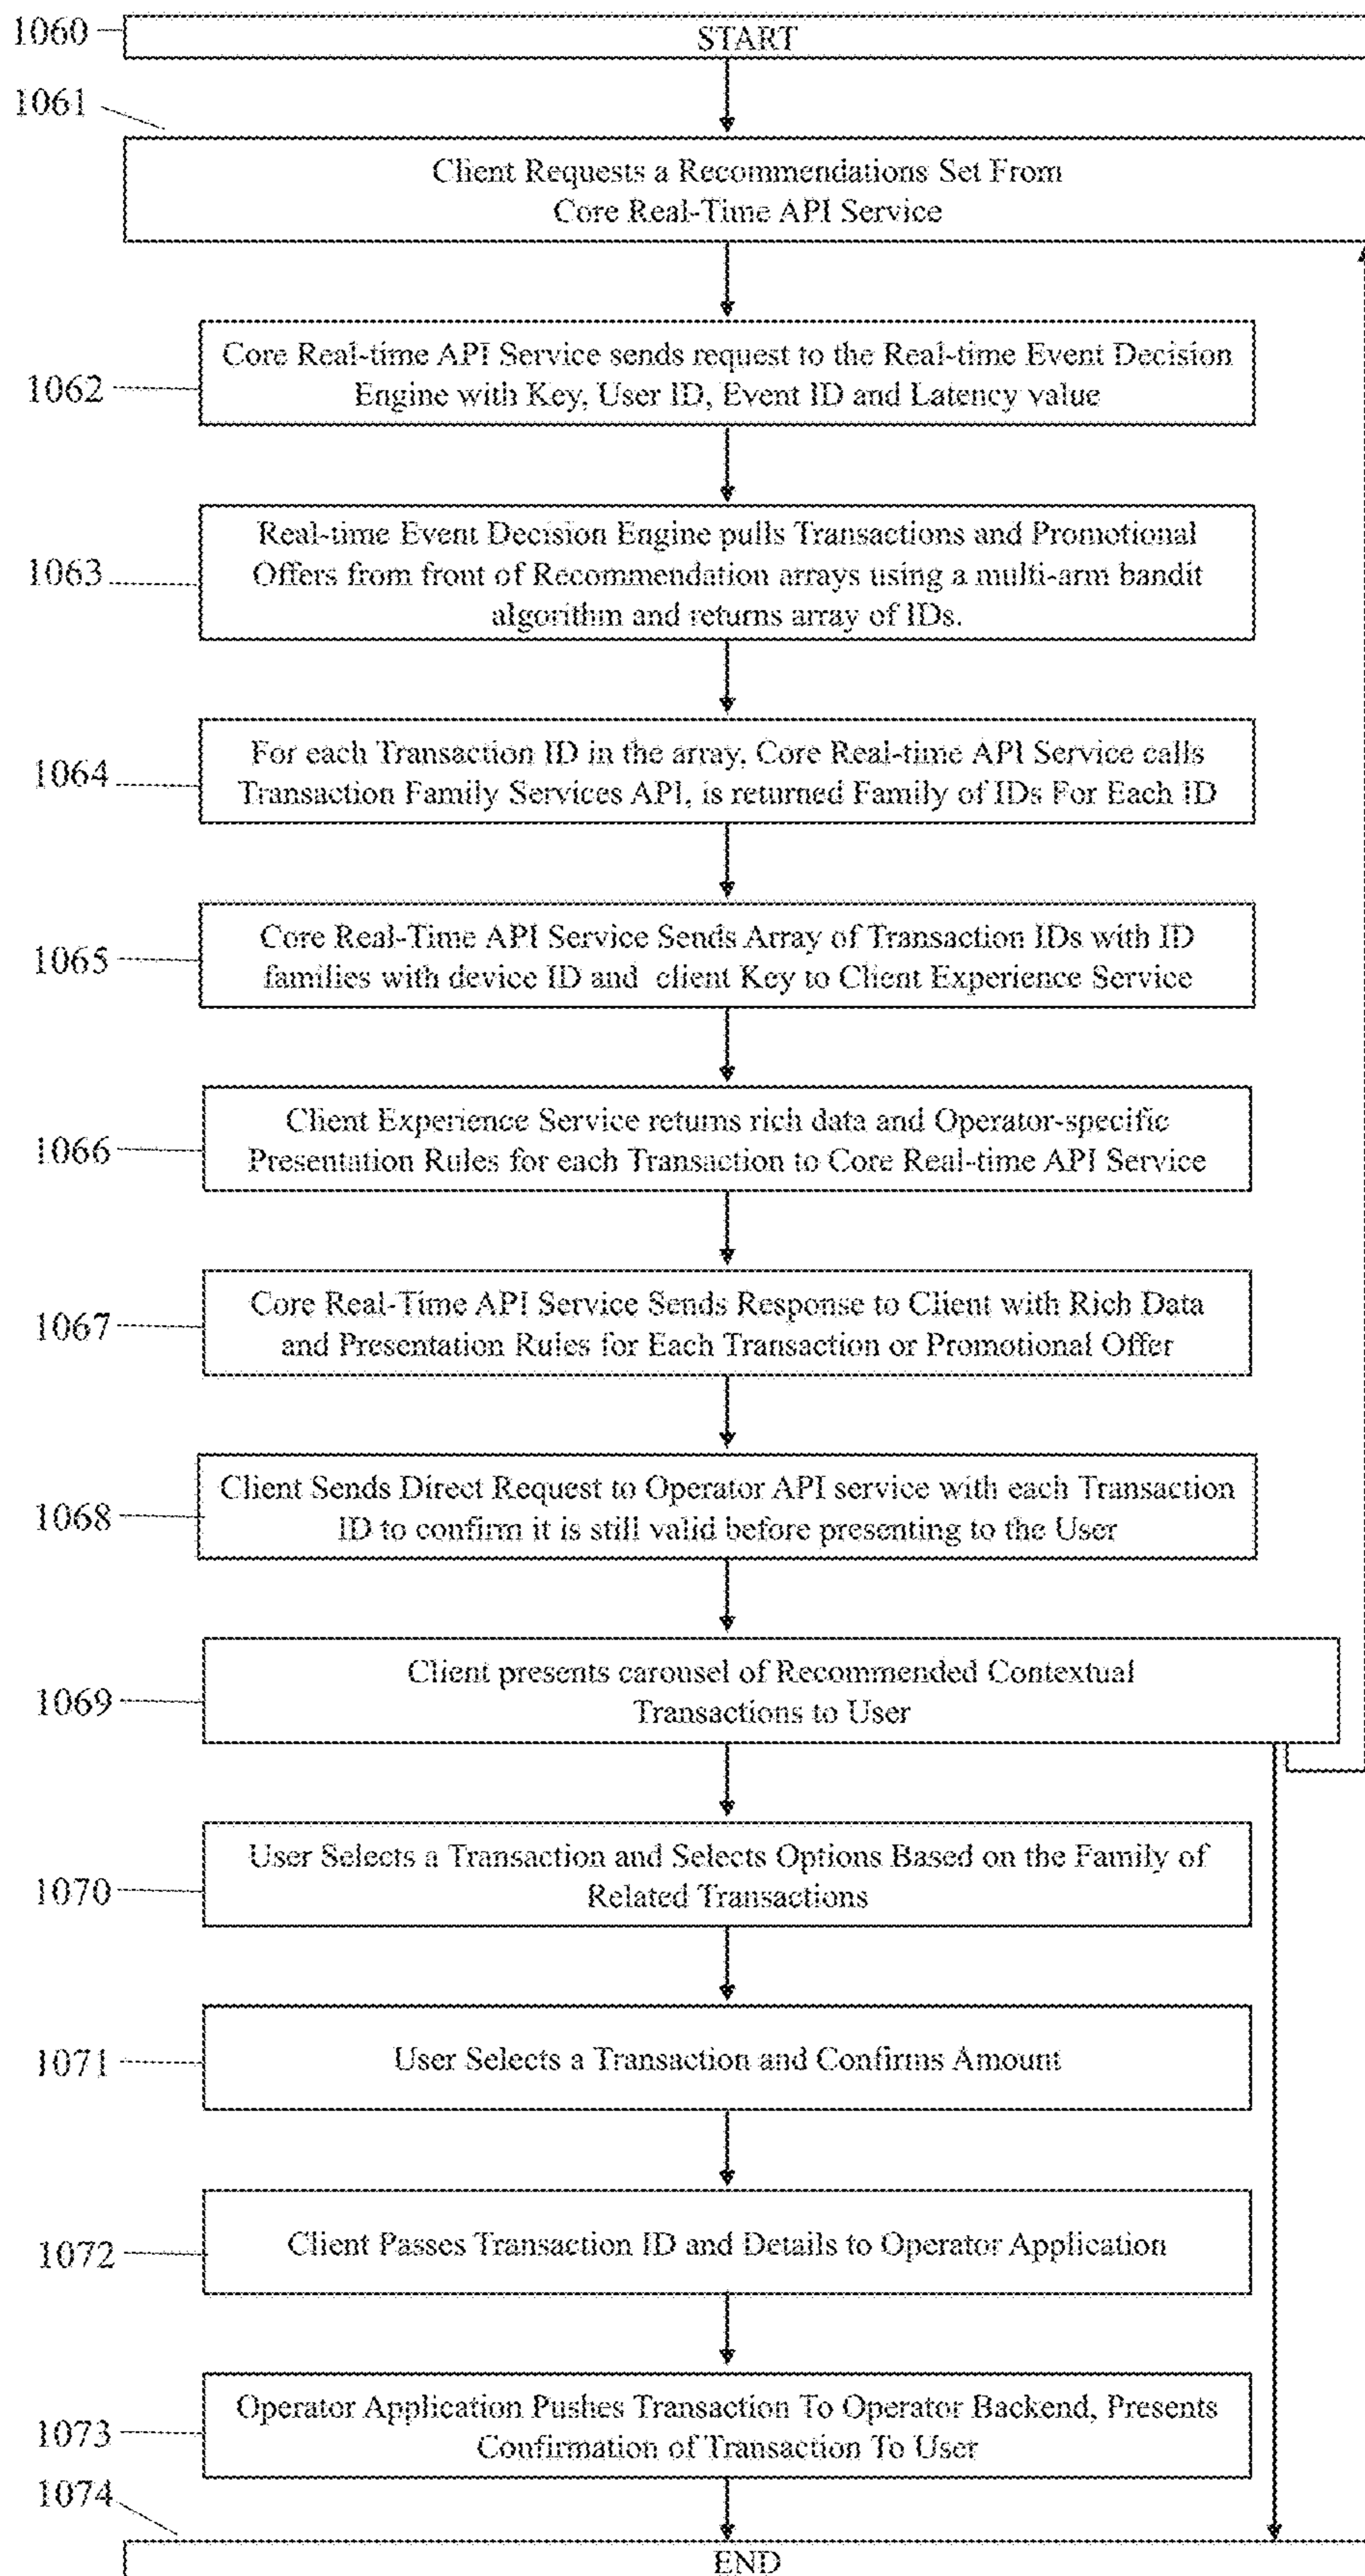 1060
START
1061
Client Requests a Recommendations Set From
Core Real-Time API Service
1062
Core Real-time API Service sends request to the Real-time Event Decision
Engine with Key, User ID, Event ID and Latency value
1063
Real-time Event Decision Engine pulls Transactions and Promotional
Offers from front of Recommendation arrays using a multi-arm bandit
algorithm and returns array of IDs.
1064
For each Transaction ID in the array, Core Real-time API Service calls
Transaction Family Services API, is returned Family of IDs For Each ID
1065
Core Real-Time API Service Sends Array of Transaction IDs with ID
families with device ID and client Key to Client Experience Service
1066
Client Experience Service returns rich data and Operator-specific
Presentation Rules for each Transaction to Core Real-time API Service
1067
Core Real-Time API Service Sends Response to Client with Rich Data
and Presentation Rules for Each Transaction or Promotional Offer
1068
Client Sends Direct Request to Operator API service with each Transaction
ID to confirm it is still valid before presenting to the User
1069
Client presents carousel of Recommended Contextual
Transactions to User
1070
User Selects a Transaction and Selects Options Based on the Family of
Related Transactions
1071
User Selects a Transaction and Confirms Amount
1072
Client Passes Transaction ID and Details to Operator Application
1073
Operator Application Pushes Transaction To Operator Backend, Presents
Confirmation of Transaction To User
1074
END